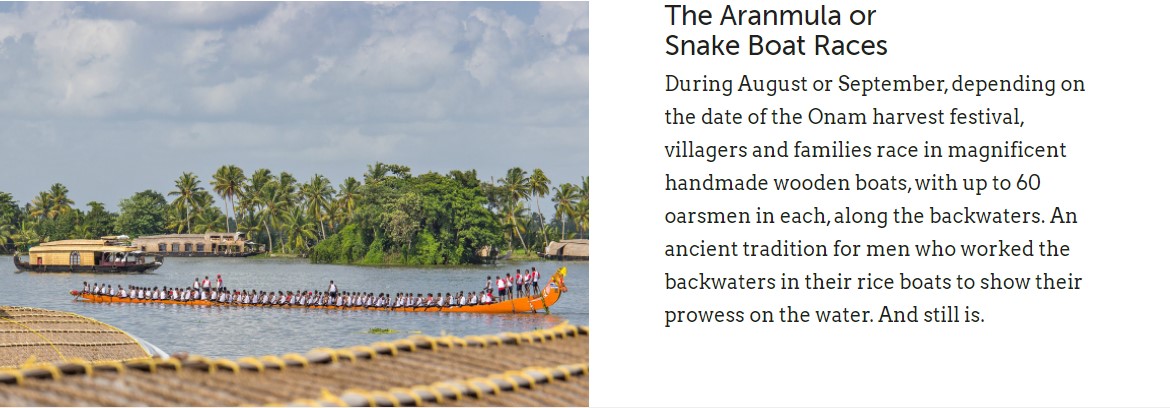 The Aranmula or
Snake Boat Races
During August or September, depending on
the date of the Onam harvest festival,
villagers and families race in magnificent
handmade wooden boats, with up to 60
oarsmen in each, along the backwaters. An
ancient tradition for men who worked the
backwaters in their rice boats to show their
prowess on the water. And still is.